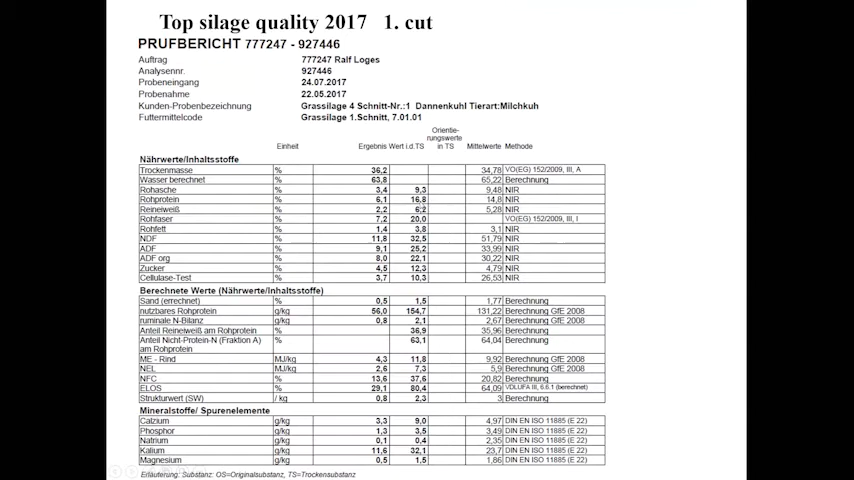 Top silage quality 2017 1. cut
PRUFBERICHT 777247 - 927446
Auftrag 777247 Ralf Loges
Analysenr. 927446
Probeneingang 24.07.2017
Probenahme 22.05.2017
Kunden-Probenbezeichnung Grassilage 4 Schnitt-Nr.:1 Dannenkuhl Tierart:Milchkuh
Futtermittelcode Grassilage 1.Schnitt, 7.01.01
Einheit Ergebnis Wert i.d.TS Orientie-rungswerte in TS Mittelwerte Methode
Nährwerte/Inhaltsstoffe
Trockenmasse % 36,2 34,78 VO(EG) 152/2009, III, A
Wasser berechnet % 63,8 65,22 Berechnung
Rohasche % 3,4 9,3 9,48 NIR
Rohprotein % 6,1 16,8 14,8 NIR
Reineiweiß % 2,2 6,2 5,28 NIR
Rohfaser % 7,2 20,0 VO(EG) 152/2009, III, I
Rohfett % 1,4 3,8 3,1 NIR
NDF % 11,8 32,5 51,79 NIR
ADF % 9,1 25,2 33,99 NIR
ADF org % 8,0 22,1 30,22 NIR
Zucker % 4,5 12,3 4,79 NIR
Cellulase-Test % 3,7 10,3 26,53 NIR
Berechnete Werte (Nährwerte/Inhaltsstoffe)
Sand (errechnet) % 0,5 1,5 1,77 Berechnung
nutzbares Rohprotein g/kg 56,0 154,7 131,22 Berechnung GfE 2008
ruminale N-Bilanz g/kg 0,8 2,1 2,67 Berechnung GfE 2008
Anteil Reineiweiß am Rohprotein % 36,9 35,96 Berechnung
Anteil Nicht-Protein-N (Fraktion A) % 63,1 64,04 Berechnung
am Rohprotein
ME - Rind MJ/kg 4,3 11,8 9,92 Berechnung GfE 2008
NEL MJ/kg 2,6 7,3 5,9 Berechnung GfE 2008
NFC % 13,6 37,6 20,82 Berechnung
ELOS % 29,1 80,4 64,09 VDLUFA III, 6.6.1 (berechnet)
Strukturwert (SW) / kg 0,8 2,3 3 Berechnung
Mineralstoffe/ Spurenelemente
Calzium g/kg 3,3 9,0 4,97 DIN EN ISO 11885 (E 22)
Phosphor g/kg 1,3 3,5 3,49 DIN EN ISO 11885 (E 22)
Natrium g/kg 0,1 0,4 2,35 DIN EN ISO 11885 (E 22)
Kalium g/kg 11,6 32,1 23,7 DIN EN ISO 11885 (E 22)
Magnesium g/kg 0,5 1,5 1,86 DIN EN ISO 11885 (E 22)
Erläuterung: Substanz: OS=Originalsubstanz, TS=Trockensubstanz